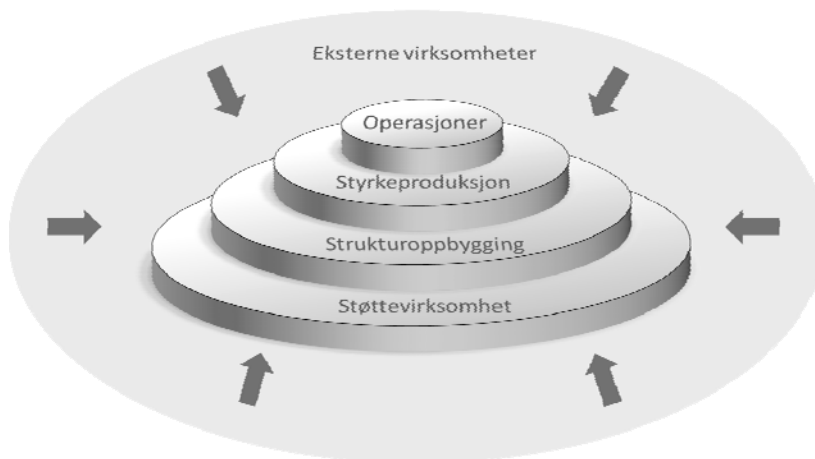 Eksterne virksomheter
Operasjoner
Styrkeproduksjon
Strukturoppbygging
Støttevirksomhet